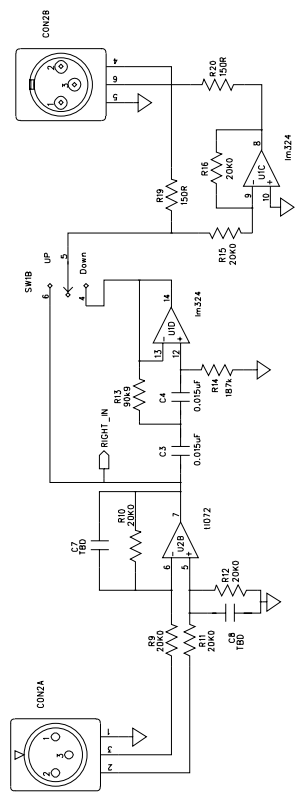 CON2A
1
2
3
1
3
2
R9
20K0
R11
20K0
C7
TBD
R10
20K0
6
5
7
U2B
tl072
C8
TBD
R12
20K0
RIGHT_IN
C3
0.015uF
C4
0.015uF
R13
90k9
R14
187k
13
12
14
U1D
lm324
SW1B
6
UP
5
4
Down
R19
150R
R15
20K0
R16
20K0
9
10
8
U1C
lm324
R20
150R
CON2B
1
2
3
4
6
5